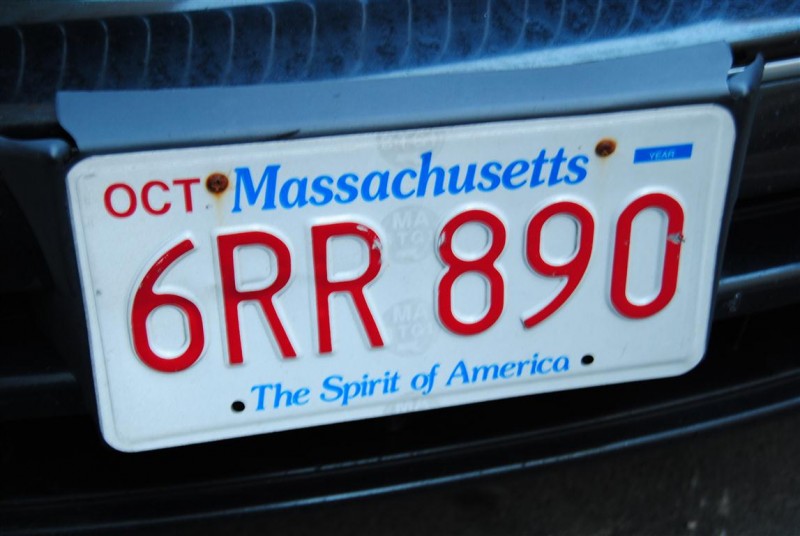 OCT Massachusetts YEAR
6RR 890
The Spirit of America